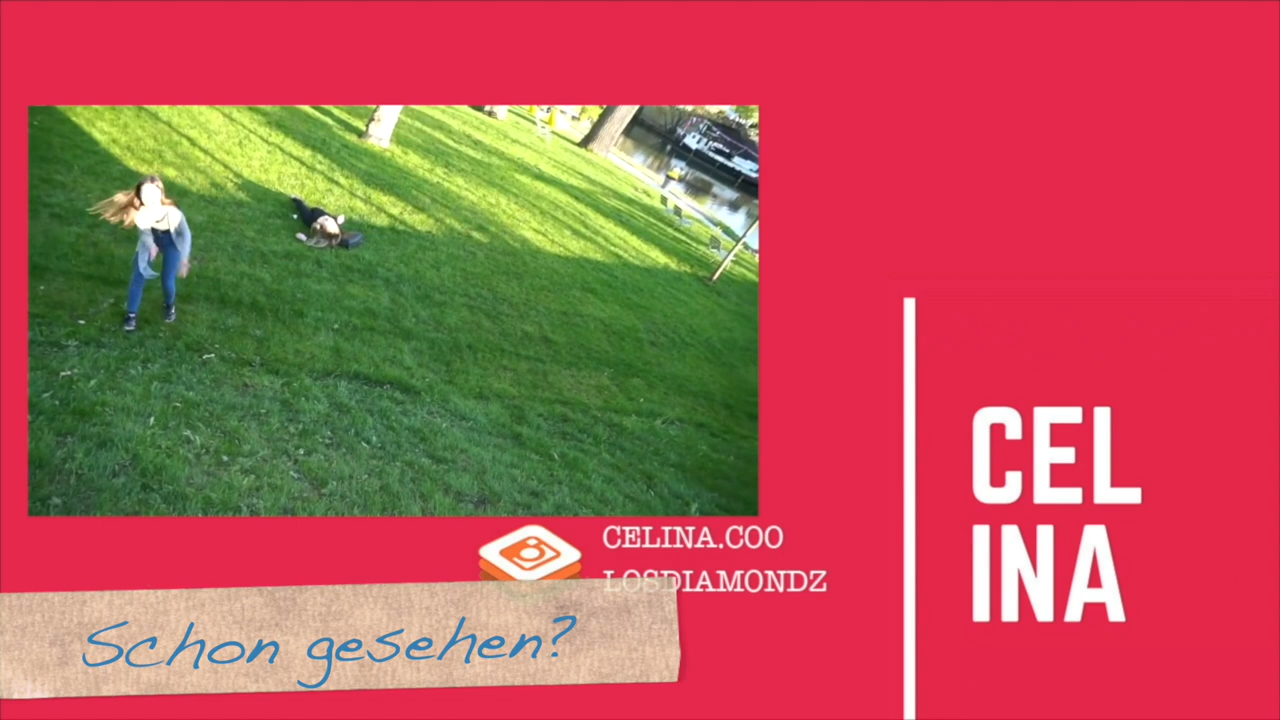 CELINA.COO
LOSDIAMONDZ
Schon gesehen?
CEL
INA